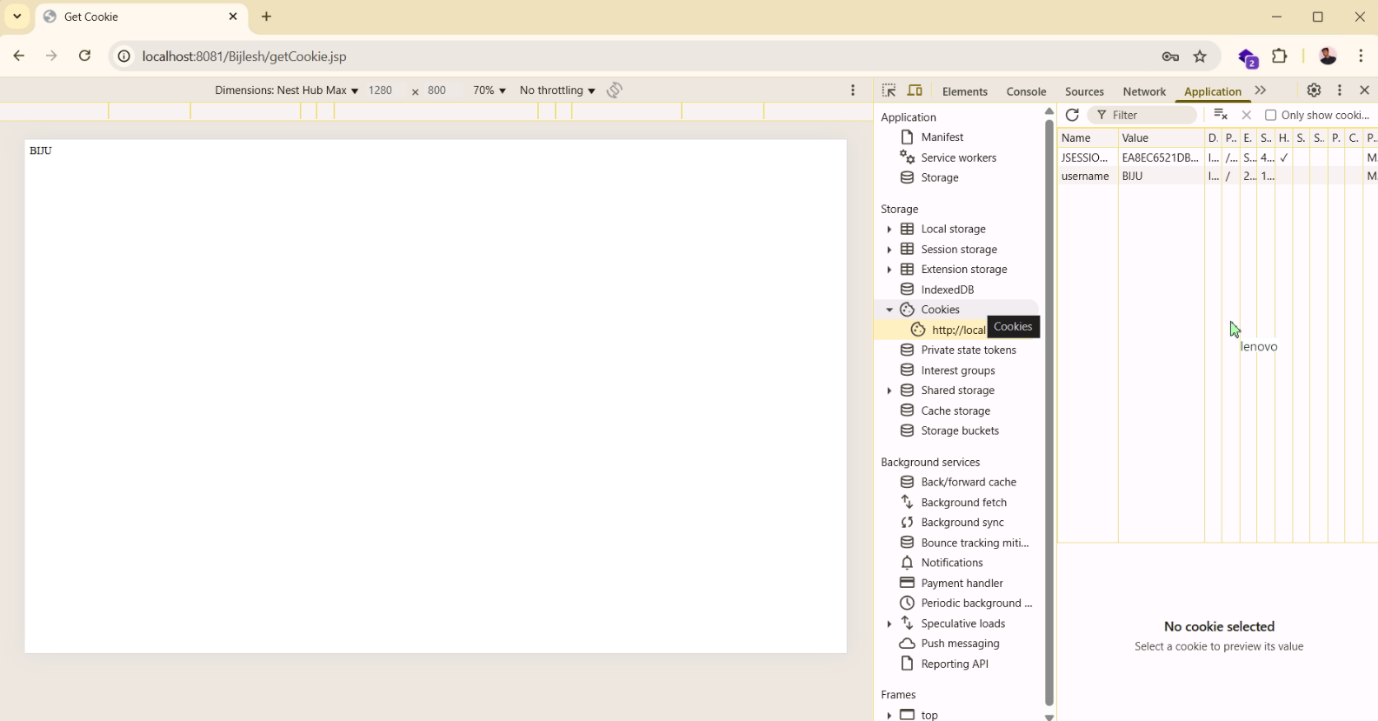 Get Cookie
localhost:8081/Bijlesh/getCookie.jsp
2
Dimensions: Nest Hub Max 1280 × 800 70% No throttling
Elements Console Sources Network Application
BIJU
Application
Manifest
Service workers
Storage
Storage
Local storage
Session storage
Extension storage
IndexedDB
Cookies
http://local
Cookies
Private state tokens
Interest groups
Shared storage
Cache storage
Storage buckets
Background services
Back/forward cache
Background fetch
Background sync
Bounce tracking miti...
Notifications
Payment handler
Periodic background ...
Speculative loads
Push messaging
Reporting API
Frames
top
Filter Only show cooki...
Name Value D. P.. E. S.. H. S. S.. P. C. P..
JSESSIO... EA8EC6521DB... l... /... S... 4... ✓ M
username BIJU l... / 2... 1... M
lenovo
No cookie selected
Select a cookie to preview its value